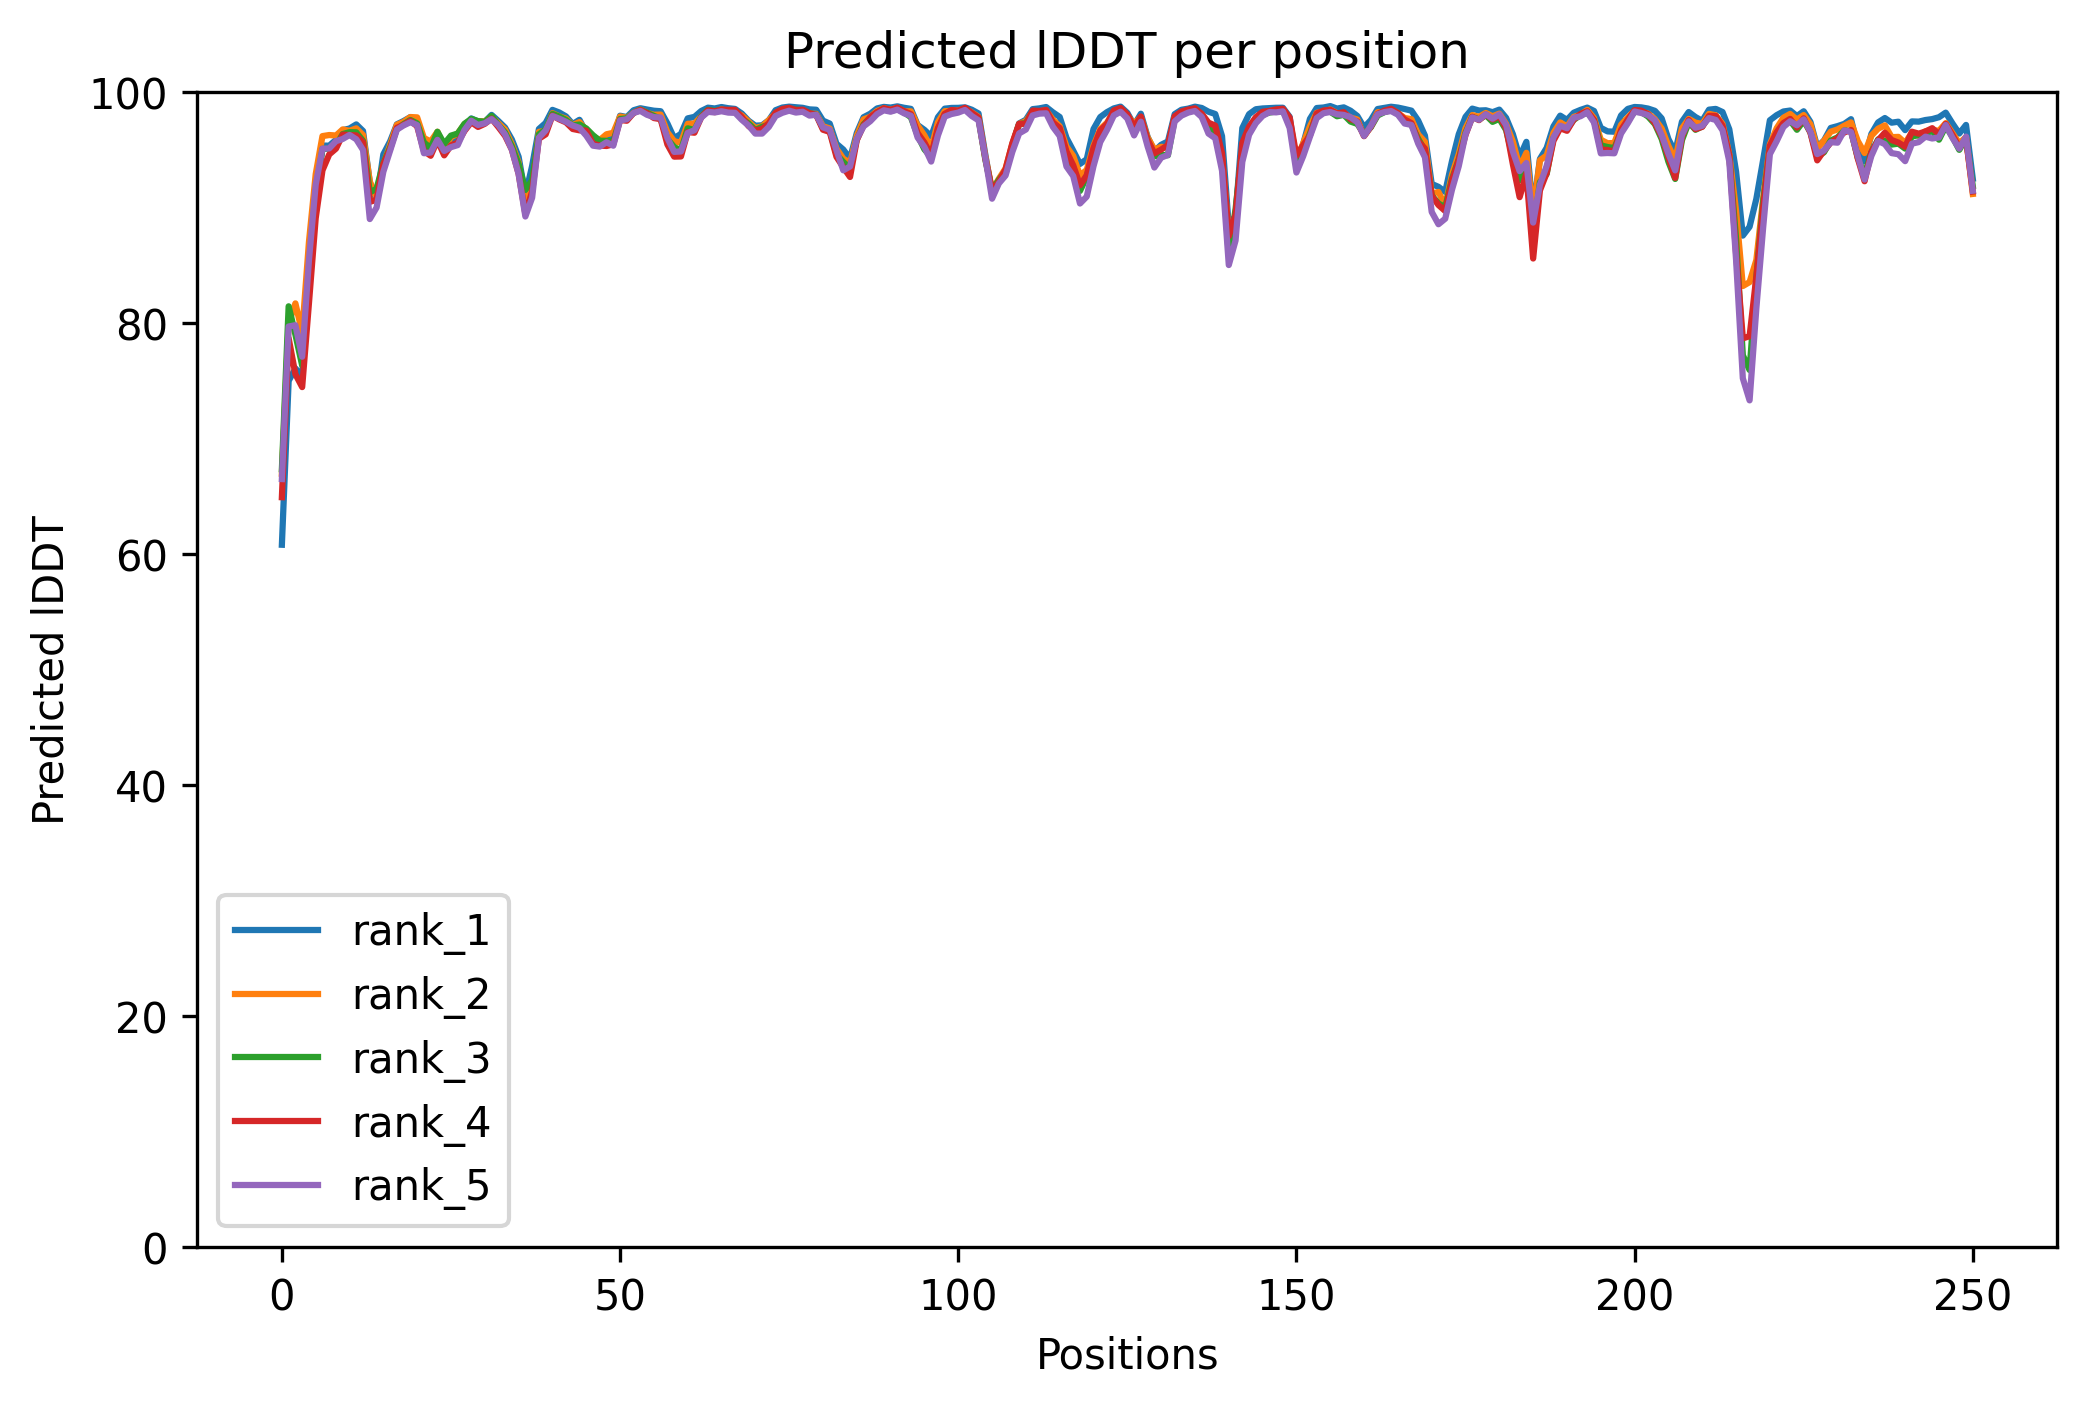 Predicted lDDT per position
100
80
60
40
20
0
Predicted lDDT
rank_1
rank_2
rank_3
rank_4
rank_5
0 50 100 150 200 250
Positions